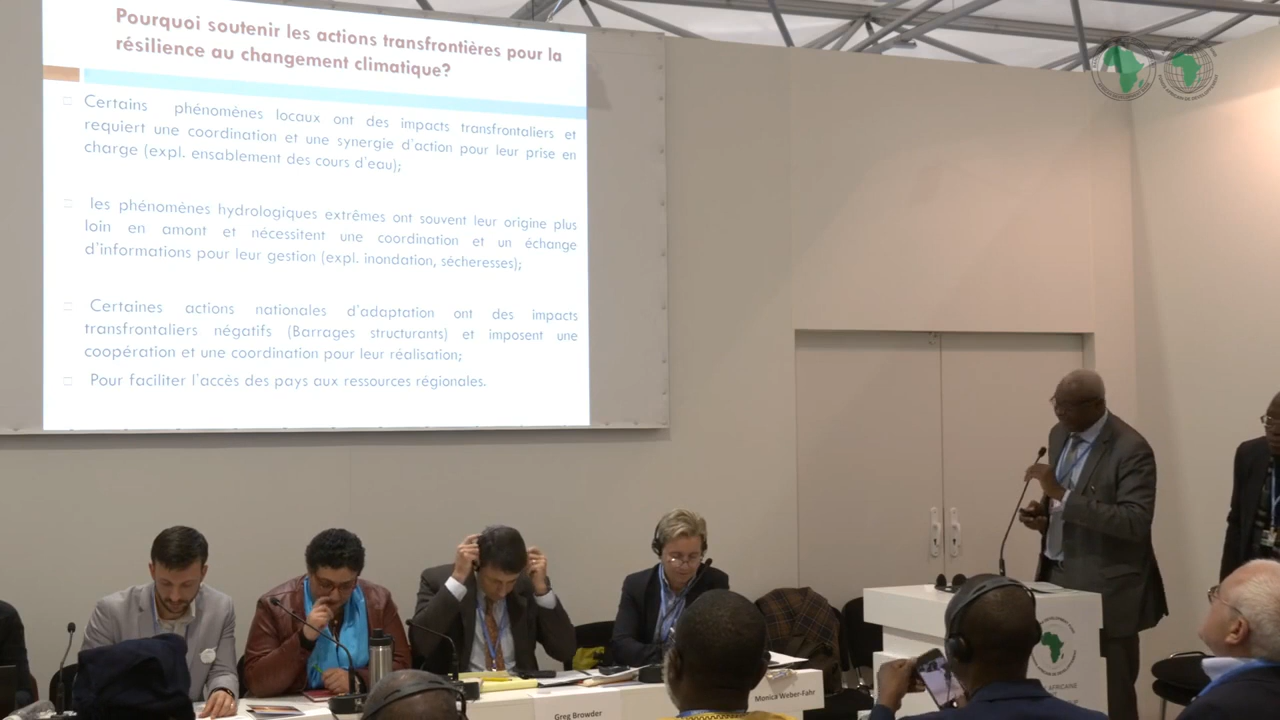 Pourquoi soutenir les actions transfrontières pour la
résilience au changement climatique?
Certains phénomènes locaux ont des impacts transfrontaliers et
requiert une coordination et une synergie d'action pour leur prise en
charge (expl. ensablement des cours d'eau);
les phénomènes hydrologiques extrêmes ont souvent leur origine plus
loin en amont et nécessitent une coordination et un échange
d'informations pour leur gestion (expl. inondation, sécheresses);
Certaines actions nationales d'adaptation ont des impacts
transfrontaliers négatifs (Barrages structurants) et imposent une
coopération et une coordination pour leur réalisation;
Pour faciliter l'accès des pays aux ressources régionales.
Greg Browder
Monica Weber-Fahr
AFRICAINE